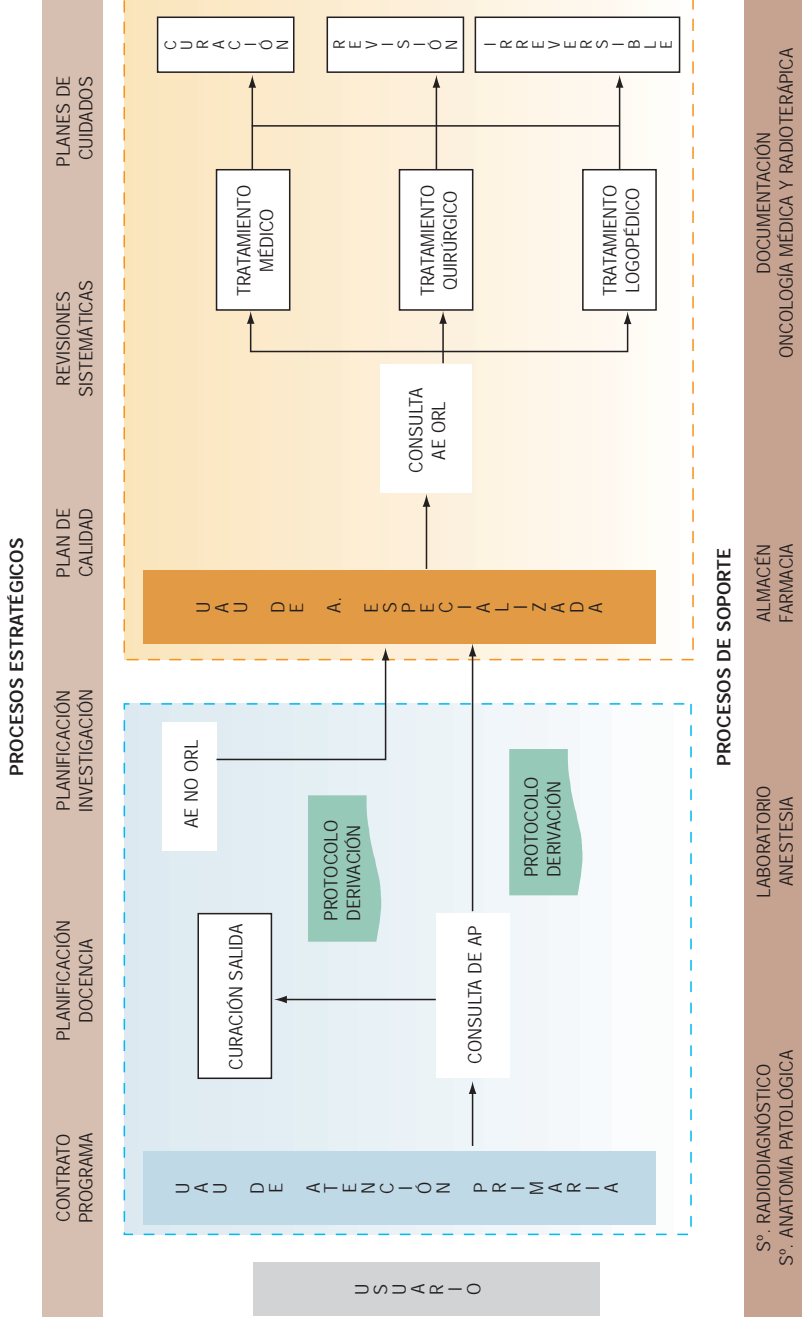 PROCESOS ESTRATÉGICOS
CONTRATO
PROGRAMA
PLANIFICACIÓN
DOCENCIA
PLANIFICACIÓN
INVESTIGACIÓN
PLAN DE
CALIDAD
REVISIONES
SISTEMÁTICAS
PLANES DE
CUIDADOS
USUARIO
UAU DE ATENCIÓN PRIMARIA
CURACIÓN SALIDA
CONSULTA DE AP
AE NO ORL
PROTOCOLO
DERIVACIÓN
PROTOCOLO
DERIVACIÓN
UAU DE A. ESPECIALIZADA
CONSULTA
AE ORL
TRATAMIENTO
MÉDICO
TRATAMIENTO
QUIRÚRGICO
TRATAMIENTO
LOGOPÉDICO
CURACIÓN
REVISIÓN
IRREVERSIBLE
PROCESOS DE SOPORTE
Sº. RADIODIAGNÓSTICO
Sº. ANATOMÍA PATOLÓGICA
LABORATORIO
ANESTESIA
ALMACÉN
FARMACIA
DOCUMENTACIÓN
ONCOLOGÍA MÉDICA Y RADIOTERÁPICA